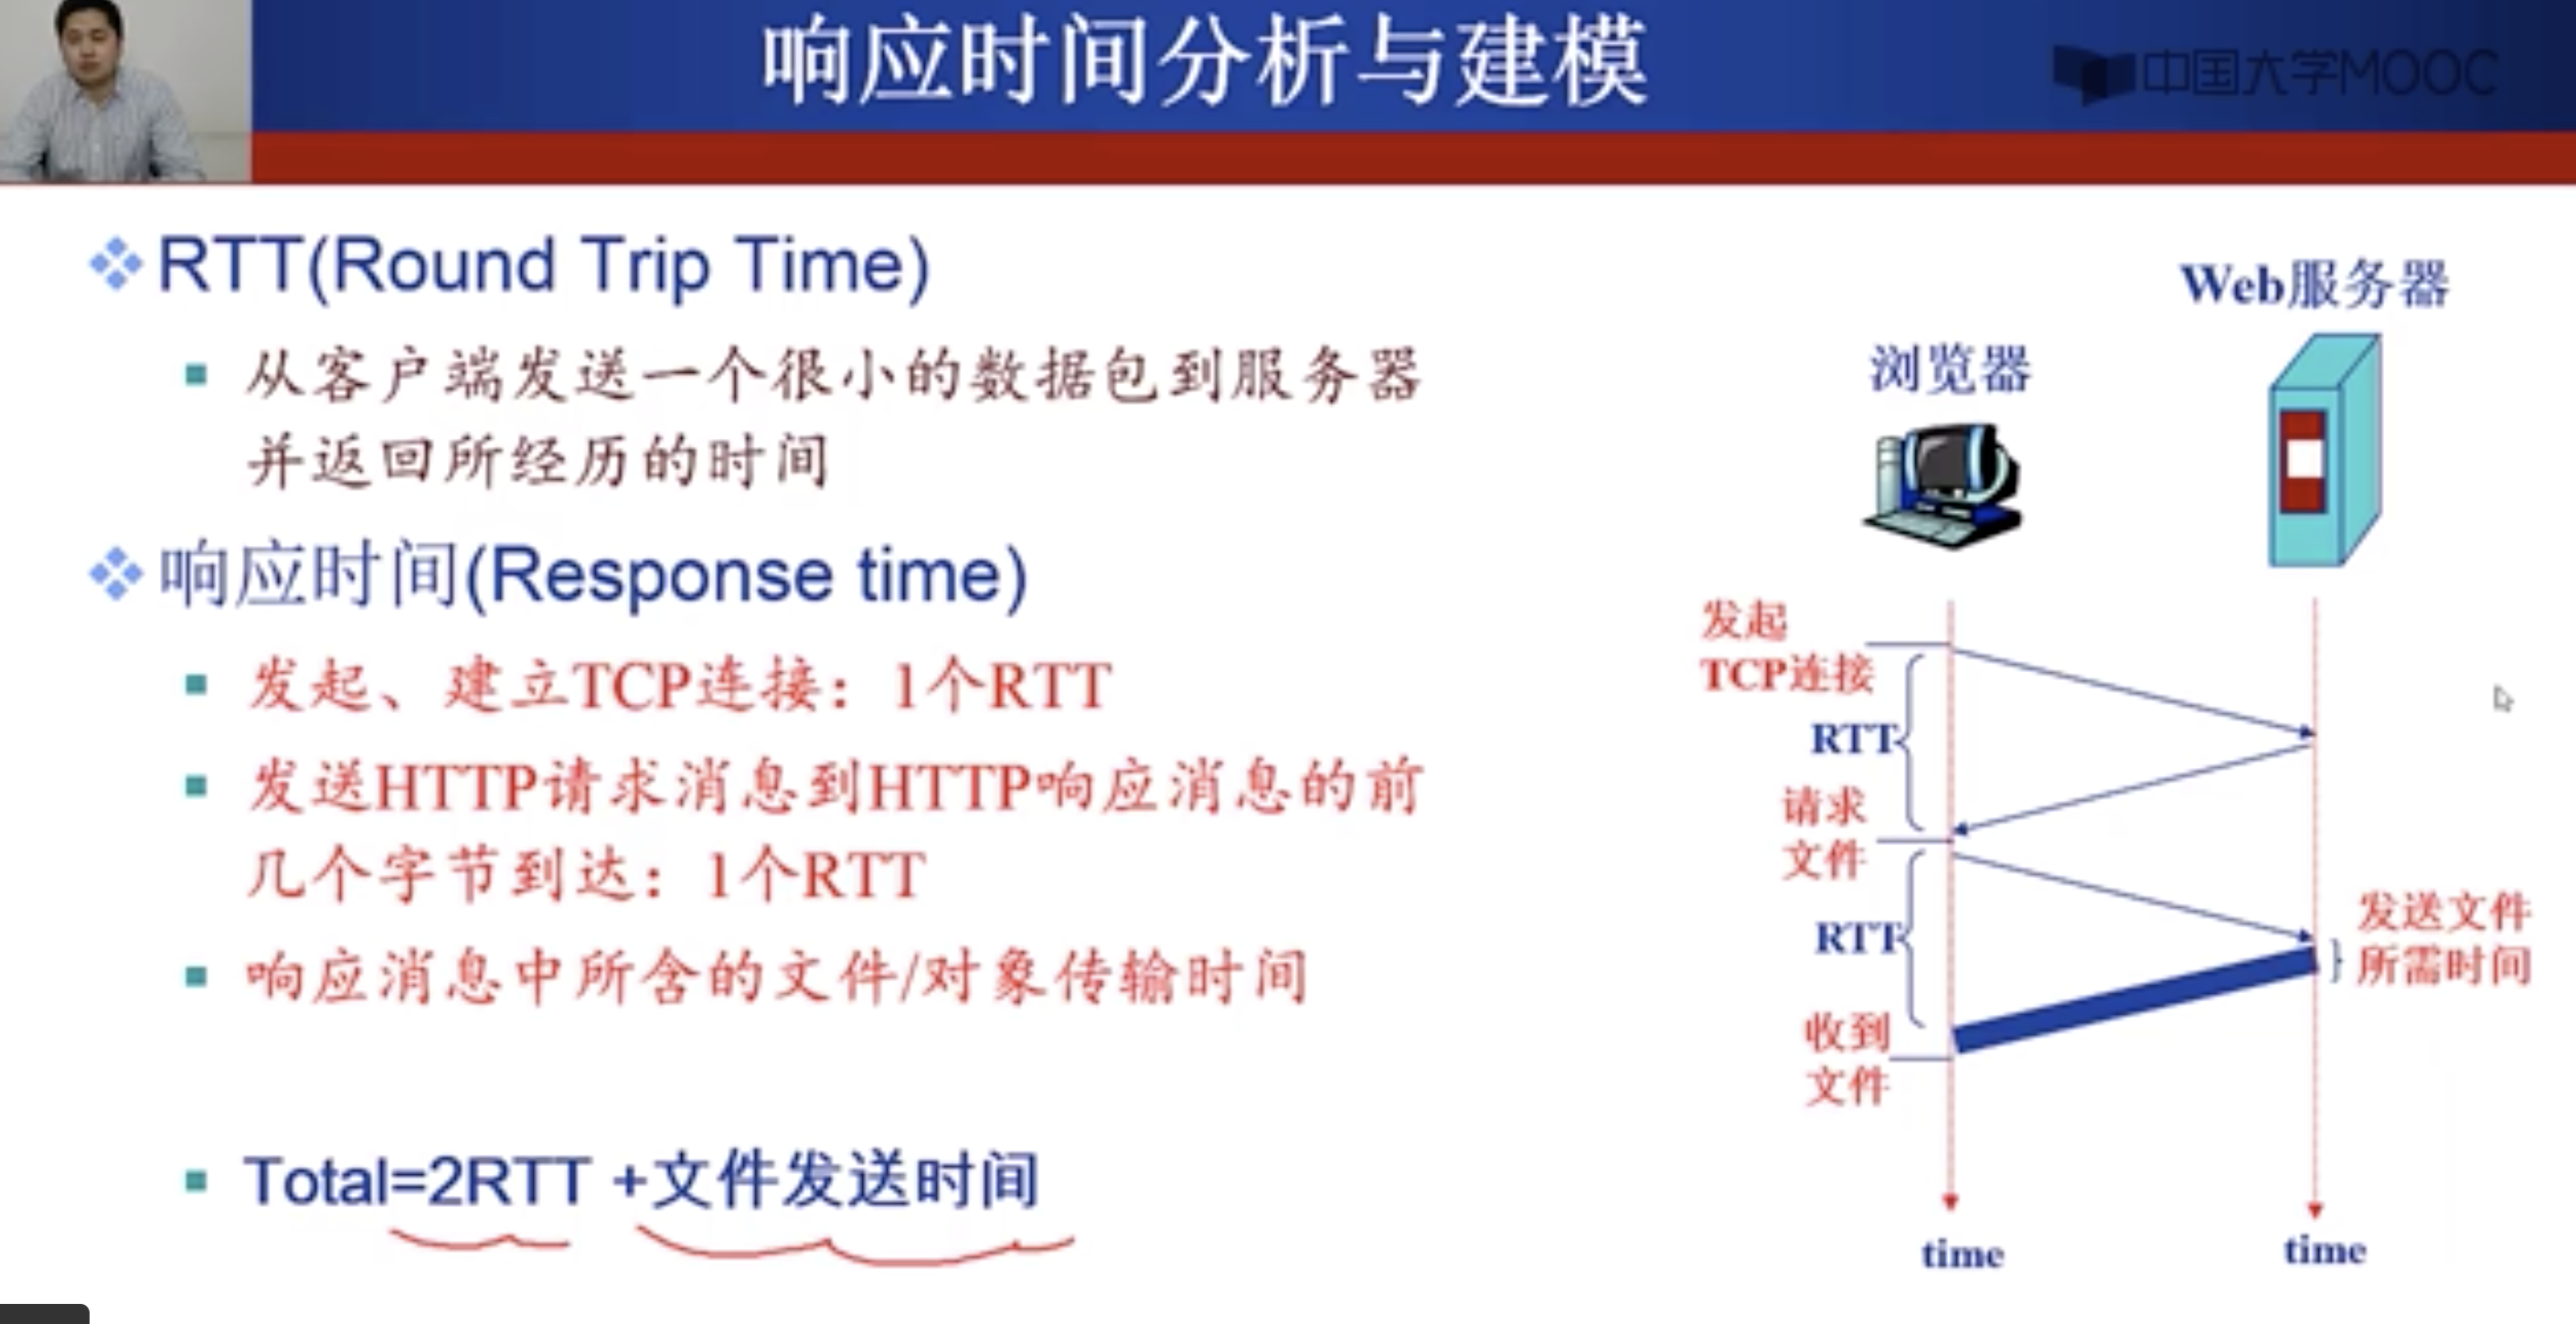 响应时间分析与建模
中国大学MOOC
RTT(Round Trip Time)
从客户端发送一个很小的数据包到服务器
并返回所经历的时间
响应时间(Response time)
发起、建立TCP连接：1个RTT
发送HTTP请求消息到HTTP响应消息的前
几个字节到达：1个RTT
响应消息中所含的文件/对象传输时间
Total=2RTT +文件发送时间
Web服务器
浏览器
发起
TCP连接
RTT
请求
文件
RTT
发送文件
所需时间
收到
文件
time
time